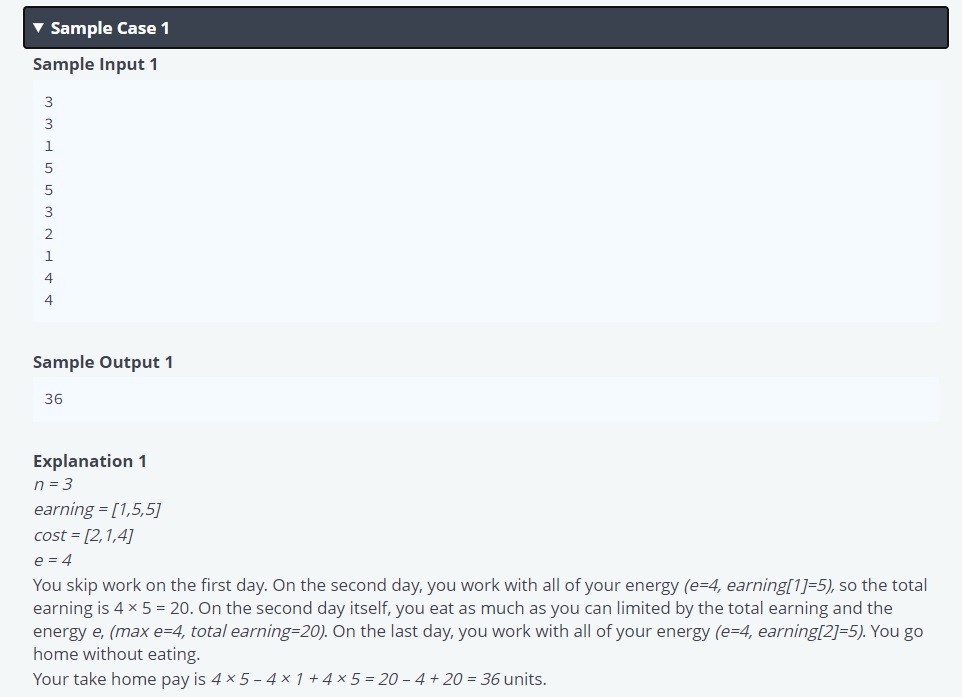 ▼ Sample Case 1
Sample Input 1
3
3
1
5
5
3
2
1
4
4
Sample Output 1
36
Explanation 1
n = 3
earning = [1,5,5]
cost = [2,1,4]
e = 4
You skip work on the first day. On the second day, you work with all of your energy (e=4, earning[1]=5), so the total
earning is 4 × 5 = 20. On the second day itself, you eat as much as you can limited by the total earning and the
energy e, (max e=4, total earning=20). On the last day, you work with all of your energy (e=4, earning[2]=5). You go
home without eating.
Your take home pay is 4 × 5 – 4 × 1 + 4 × 5 = 20 – 4 + 20 = 36 units.